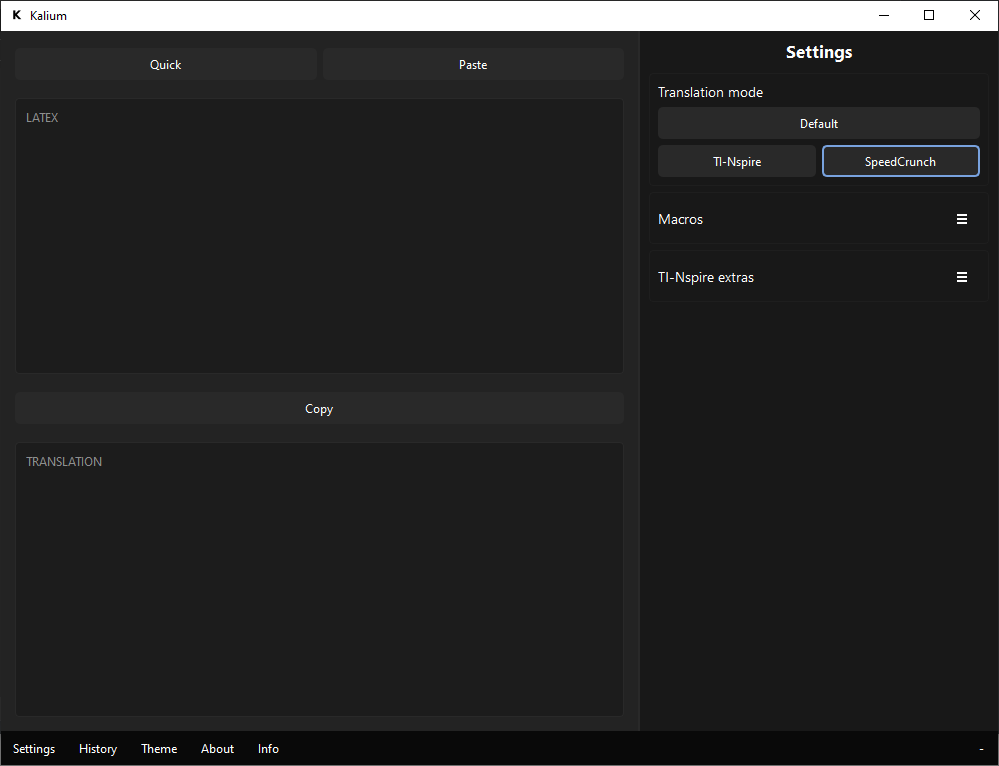 K Kalium
Quick
Paste
LATEX
Copy
TRANSLATION
Settings
Translation mode
Default
TI-Nspire
SpeedCrunch
Macros
TI-Nspire extras
Settings
History
Theme
About
Info
-